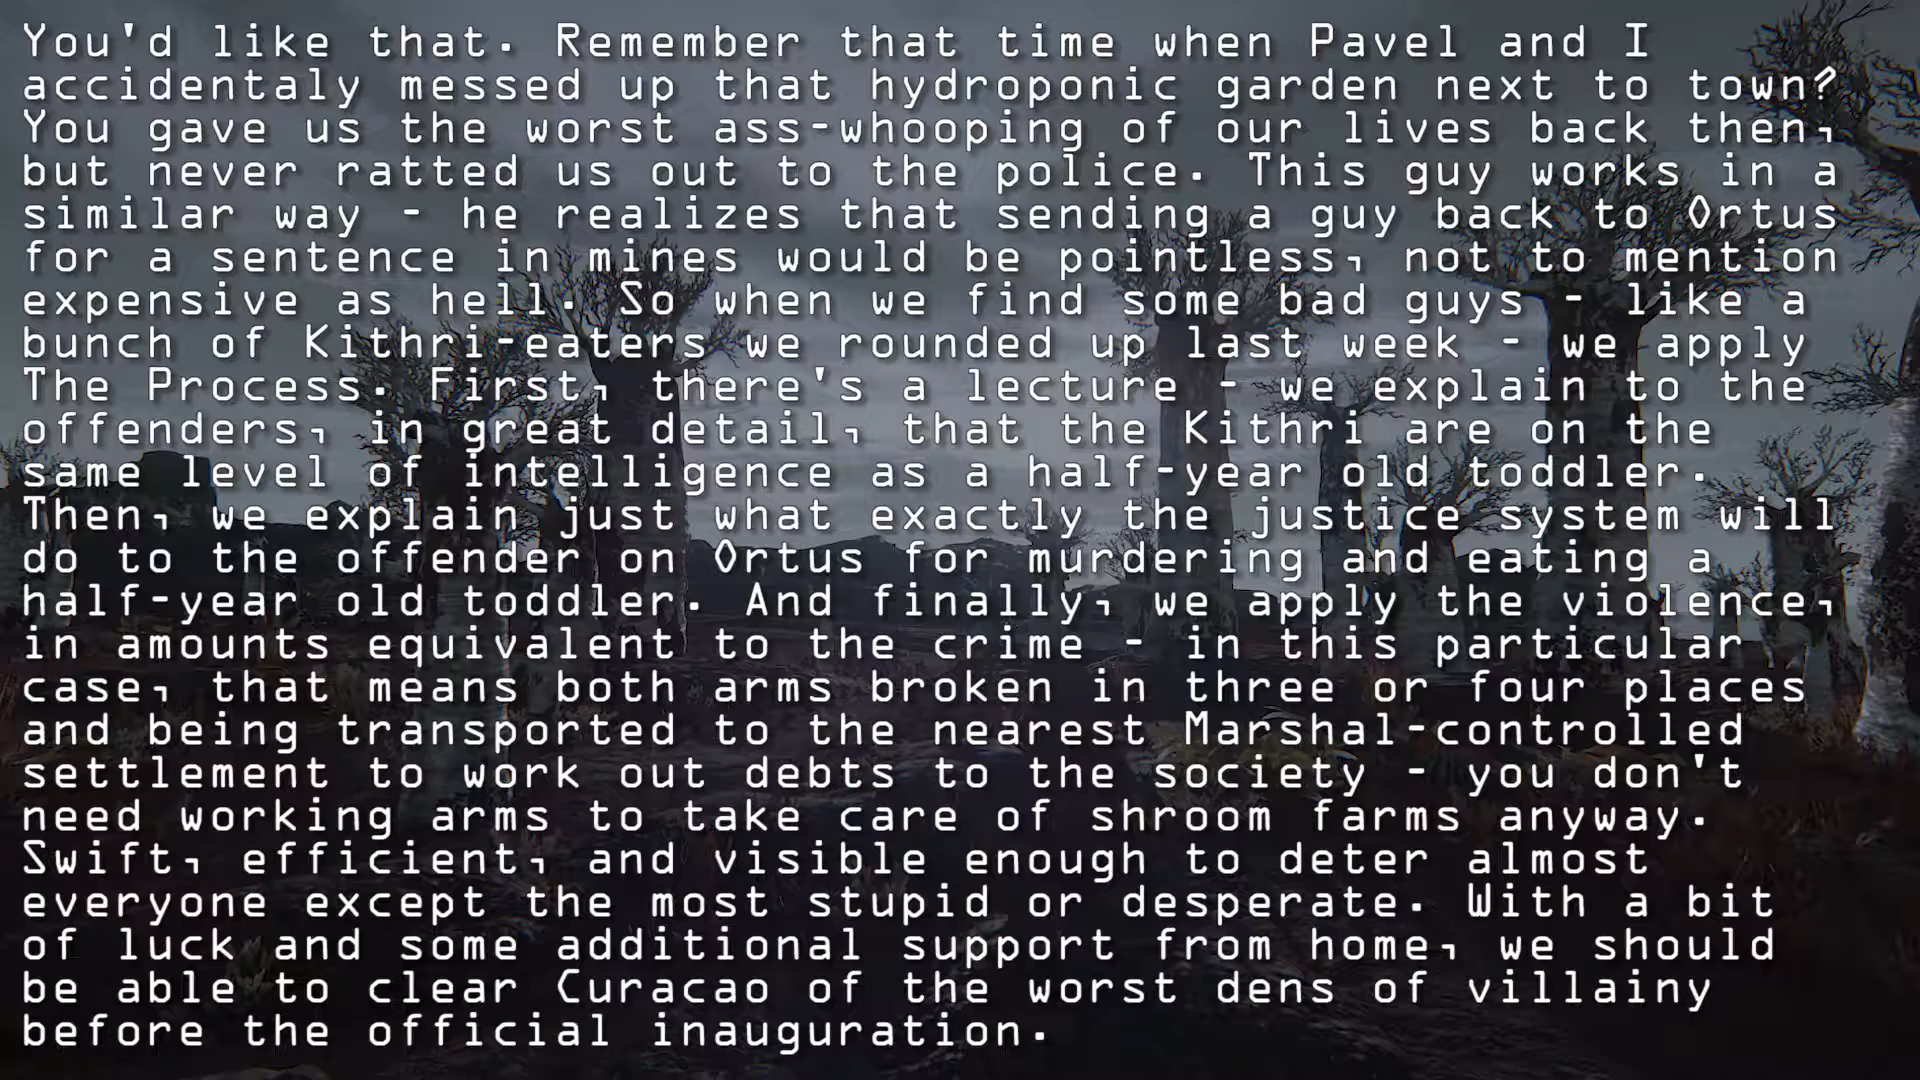 You'd like that. Remember that time when Pavel and I
accidentaly messed up that hydroponic garden next to town?
You gave us the worst ass-whooping of our lives back then,
but never ratted us out to the police. This guy works in a
similar way - he realizes that sending a guy back to Ortus
for a sentence in mines would be pointless, not to mention
expensive as hell. So when we find some bad guys - like a
bunch of Kithri-eaters we rounded up last week - we apply
The Process. First, there's a lecture - we explain to the
offenders, in great detail, that the Kithri are on the
same level of intelligence as a half-year old toddler.
Then, we explain just what exactly the justice system will
do to the offender on Ortus for murdering and eating a
half-year old toddler. And finally, we apply the violence,
in amounts equivalent to the crime - in this particular
case, that means both arms broken in three or four places
and being transported to the nearest Marshal-controlled
settlement to work out debts to the society - you don't
need working arms to take care of shroom farms anyway.
Swift, efficient, and visible enough to deter almost
everyone except the most stupid or desperate. With a bit
of luck and some additional support from home, we should
be able to clear Curacao of the worst dens of villainy
before the official inauguration.